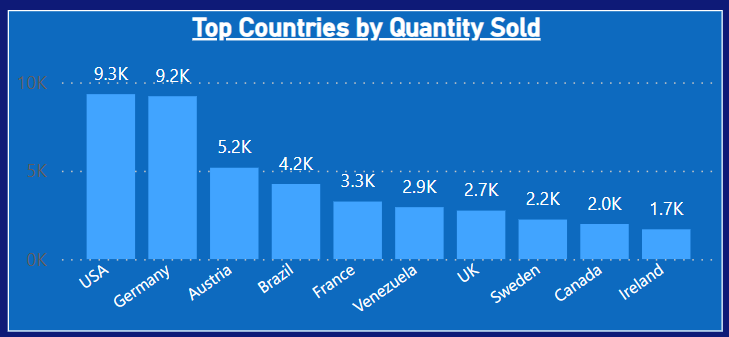 Top Countries by Quantity Sold
10K
5K
0K
9.3K
9.2K
5.2K
4.2K
3.3K
2.9K
2.7K
2.2K
2.0K
1.7K
USA
Germany
Austria
Brazil
France
Venezuela
UK
Sweden
Canada
Ireland